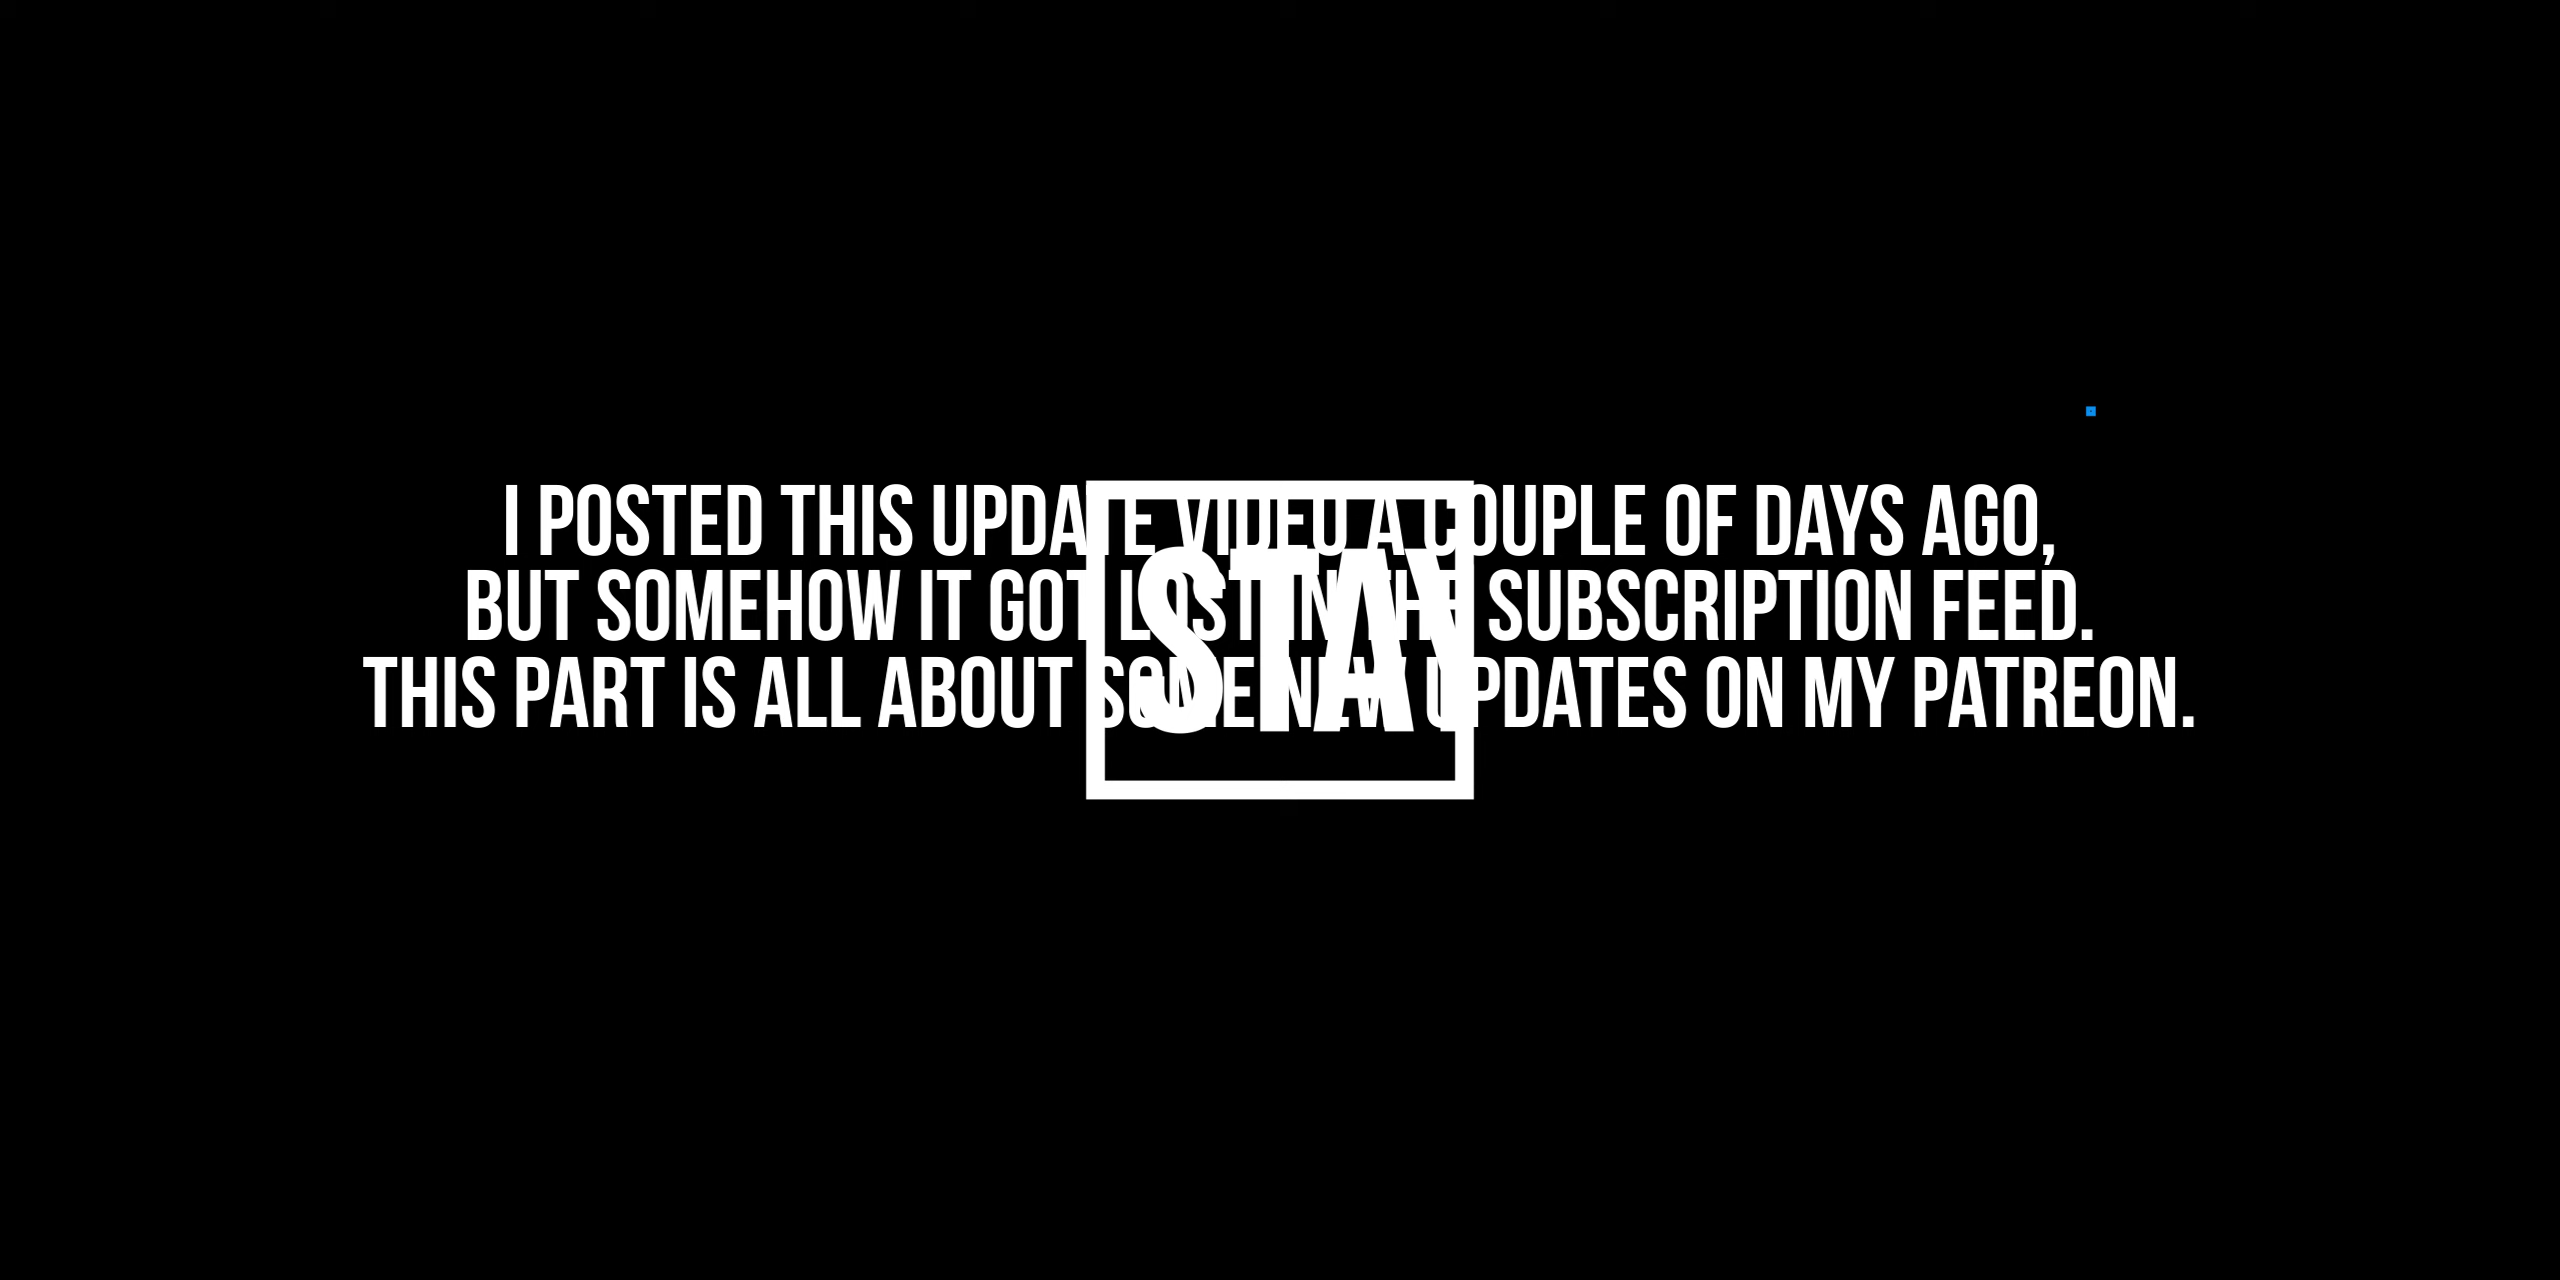 I POSTED THIS UPDATE VIDEO A COUPLE OF DAYS AGO,
BUT SOMEHOW IT GOT LOST IN THE SUBSCRIPTION FEED.
THIS PART IS ALL ABOUT SOME NEW UPDATES ON MY PATREON.
STAY